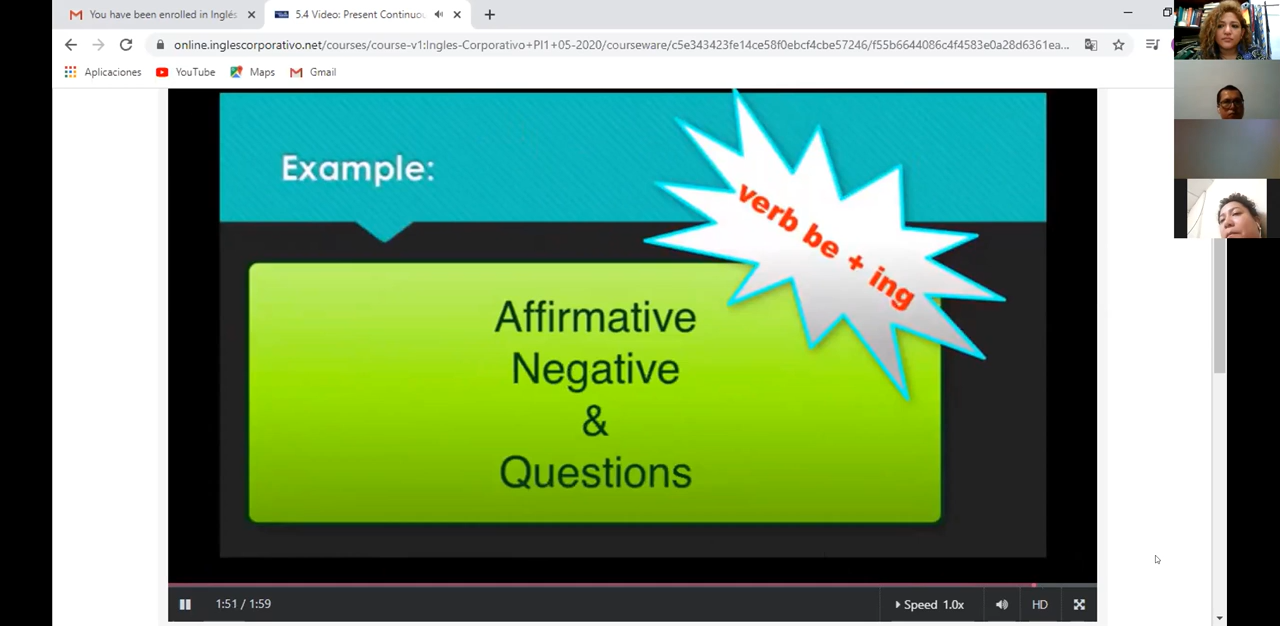 You have been enrolled in Inglés
5.4 Video: Present Continuou
online.inglescorporativo.net/courses/course-v1:Ingles-Corporativo+PI1+05-2020/courseware/c5e343423fe14ce58f0ebcf4cbe57246/f55b6644086c4f4583e0a28d6361ea...
Aplicaciones
YouTube
Maps
Gmail
Example:
verb be + ing
Affirmative
Negative
&
Questions
1:51 / 1:59
Speed 1.0x
HD